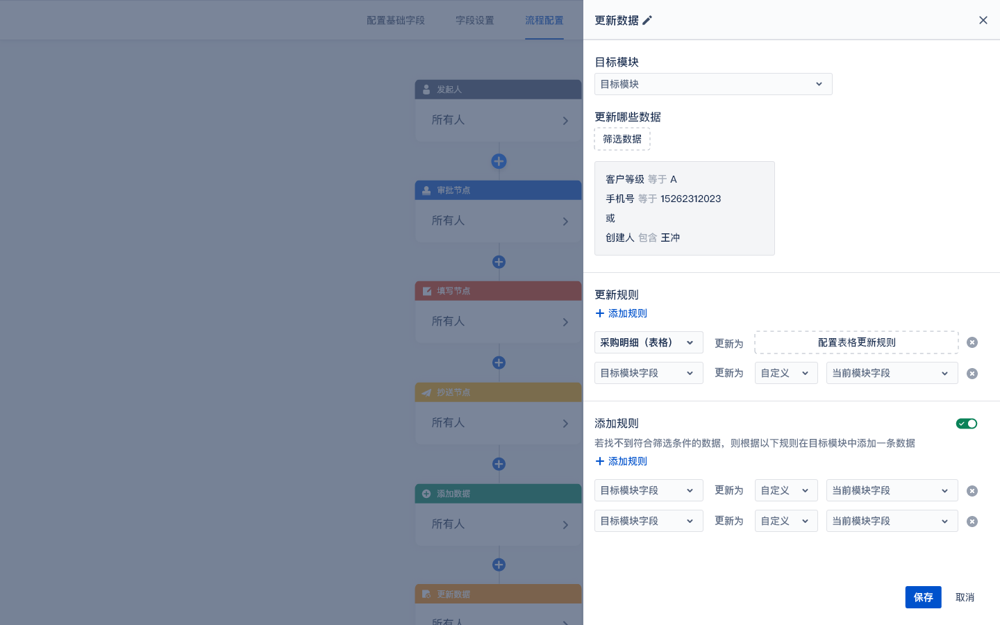 配置基础字段 字段设置 流程配置
发起人
所有人
审批节点
所有人
填写节点
所有人
抄送节点
所有人
添加数据
所有人
更新数据
所有人
更新数据
目标模块
目标模块
更新哪些数据
筛选数据
客户等级 等于 A
手机号 等于 15262312023
或
创建人 包含 王冲
更新规则
添加规则
采购明细（表格） 更新为 配置表格更新规则
目标模块字段 更新为 自定义 当前模块字段
添加规则
若找不到符合筛选条件的数据，则根据以下规则在目标模块中添加一条数据
添加规则
目标模块字段 更新为 自定义 当前模块字段
目标模块字段 更新为 自定义 当前模块字段
保存 取消